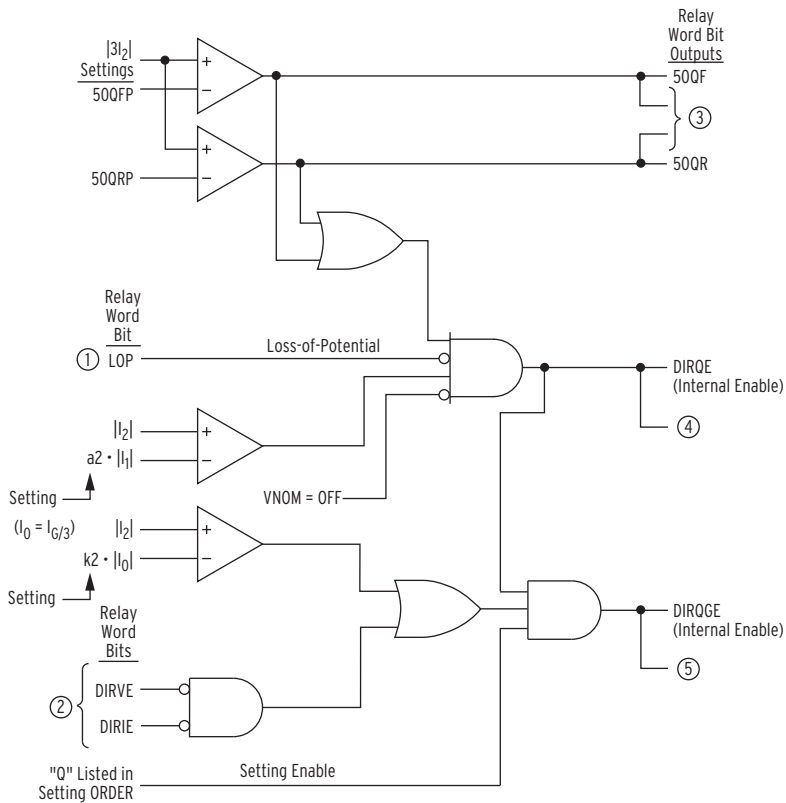 Relay
Word Bit
Outputs
|3I2|
Settings
50QFP
+
−
50QF
3
+
50QRP
−
50QR
Relay
Word
Bit
1 LOP
Loss-of-Potential
DIRQE
(Internal Enable)
4
|I2|
+
a2 • |I1|
−
Setting
VNOM = OFF
(I0 = IG/3)
|I2|
+
k2 • |I0|
−
Setting
Relay
Word
Bits
DIRQGE
(Internal Enable)
5
2
DIRVE
DIRIE
"Q" Listed in
Setting ORDER
Setting Enable